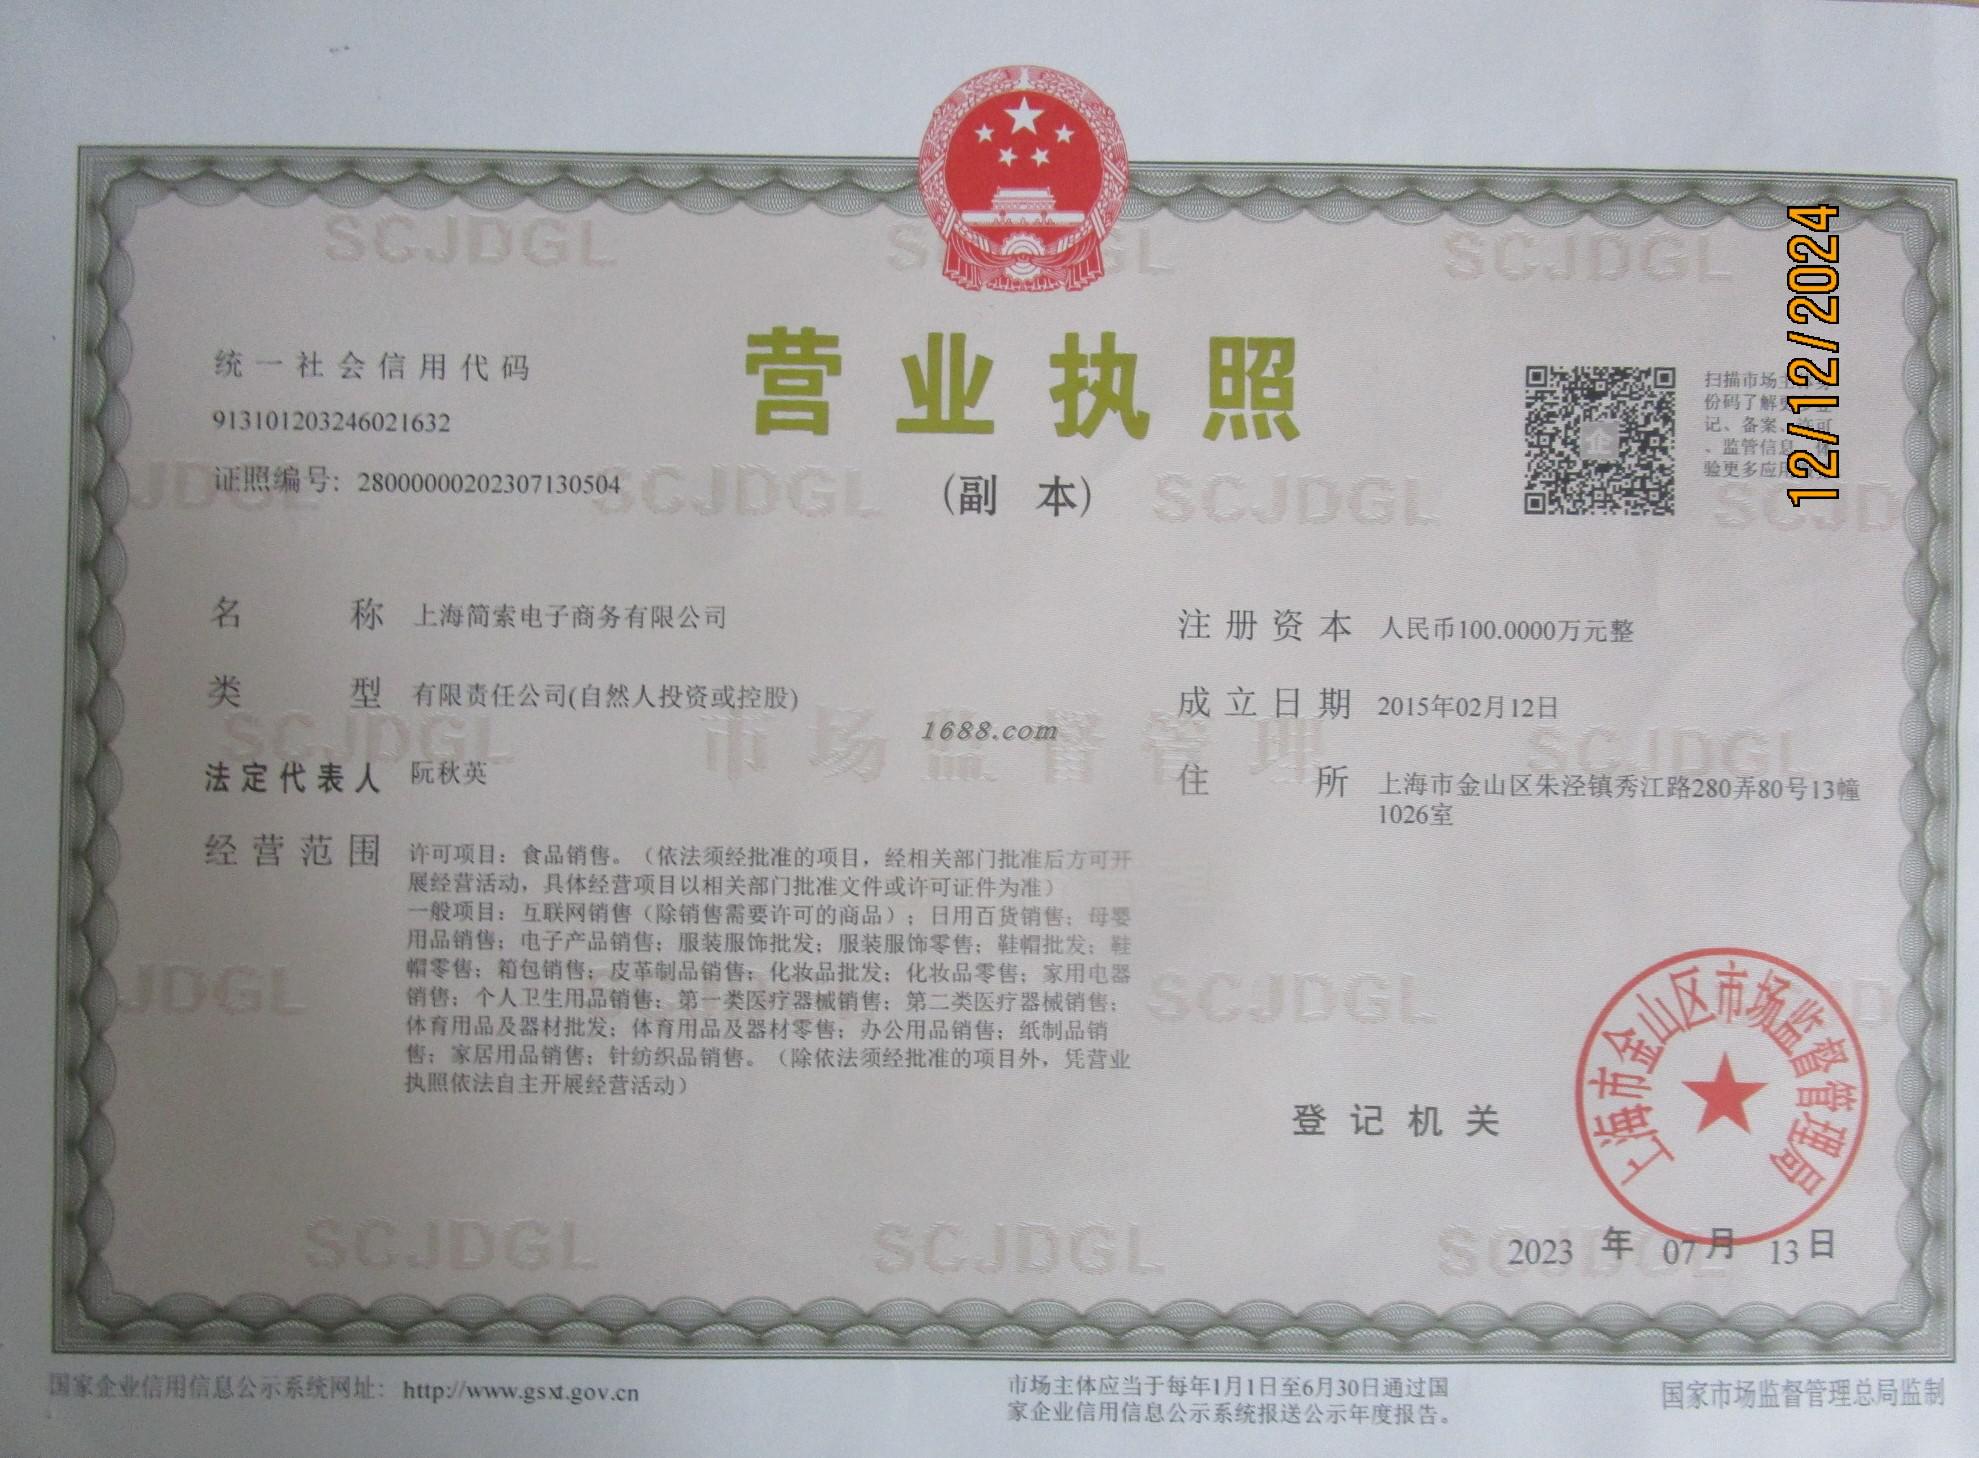 12/12/2024
营业执照
(副 本)
统一社会信用代码
913101203246021632
证照编号：28000000202307130504
企
扫描市场主
份码了解更
记、备案、许可
、监管信息
验更多应用
名 称 上海简索电子商务有限公司
类 型 有限责任公司(自然人投资或控股)
法定代表人 阮秋英
经营范围 许可项目：食品销售。（依法须经批准的项目，经相关部门批准后方可开
展经营活动，具体经营项目以相关部门批准文件或许可证件为准）
一般项目：互联网销售（除销售需要许可的商品）；日用百货销售；母婴
用品销售；电子产品销售；服装服饰批发；服装服饰零售；鞋帽批发；鞋
帽零售；箱包销售；皮革制品销售；化妆品批发；化妆品零售；家用电器
销售；个人卫生用品销售；第一类医疗器械销售；第二类医疗器械销售；
体育用品及器材批发；体育用品及器材零售；办公用品销售；纸制品销
售；家居用品销售；针纺织品销售。（除依法须经批准的项目外，凭营业
执照依法自主开展经营活动）
注册资本 人民币100.0000万元整
成立日期 2015年02月12日
住 所 上海市金山区朱泾镇秀江路280弄80号13幢
1026室
1688.com
市场监督管理
SCJDGL
SCJDGL
SCJDGL
SCJDGL
SCJDGL
SCJDGL
SCJDGL
SCJDGL
SCJDGL
SCJDGL
登记机关
上海市金山区市场监督管理局
2023 年 07 月 13 日
国家企业信用信息公示系统网址：http://www.gsxt.gov.cn
市场主体应当于每年1月1日至6月30日通过国
家企业信用信息公示系统报送公示年度报告。
国家市场监督管理总局监制